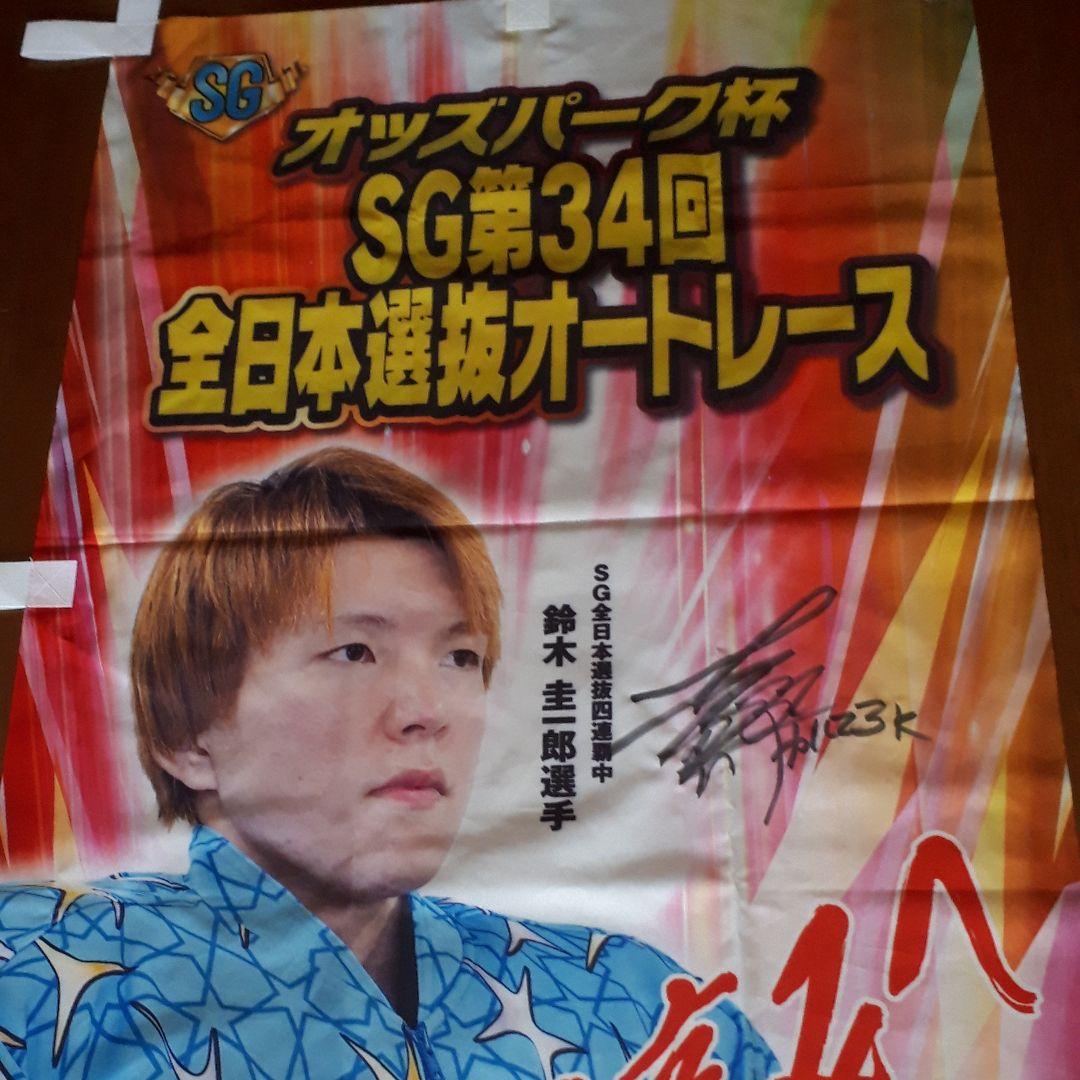 SG
オッズパーク杯
SG第34回
全日本選抜オートレース
SG全日本選抜四連覇中
鈴木 圭一郎選手
へ